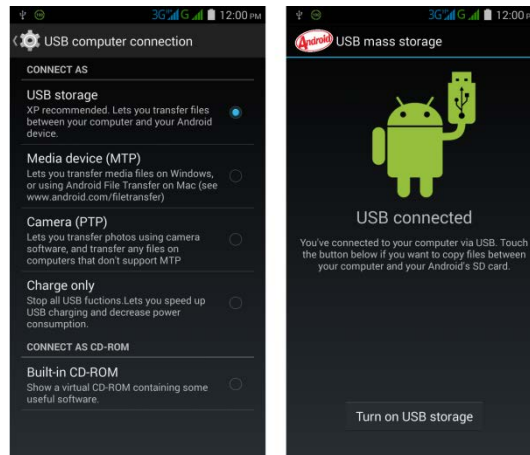 3G G 12:00 PM
USB computer connection
CONNECT AS
USB storage
XP recommended. Lets you transfer files
between your computer and your Android
device.
Media device (MTP)
Lets you transfer media files on Windows,
or using Android File Transfer on Mac (see
www.android.com/filetransfer)
Camera (PTP)
Lets you transfer photos using camera
software, and transfer any files on
computers that don't support MTP
Charge only
Stop all USB fuctions.Lets you speed up
USB charging and decrease power
consumption.
CONNECT AS CD-ROM
Built-in CD-ROM
Show a virtual CD-ROM containing some
useful software.
3G G 12:00 P
Android USB mass storage
USB connected
You've connected to your computer via USB. Touch
the button below if you want to copy files between
your computer and your Android's SD card.
Turn on USB storage